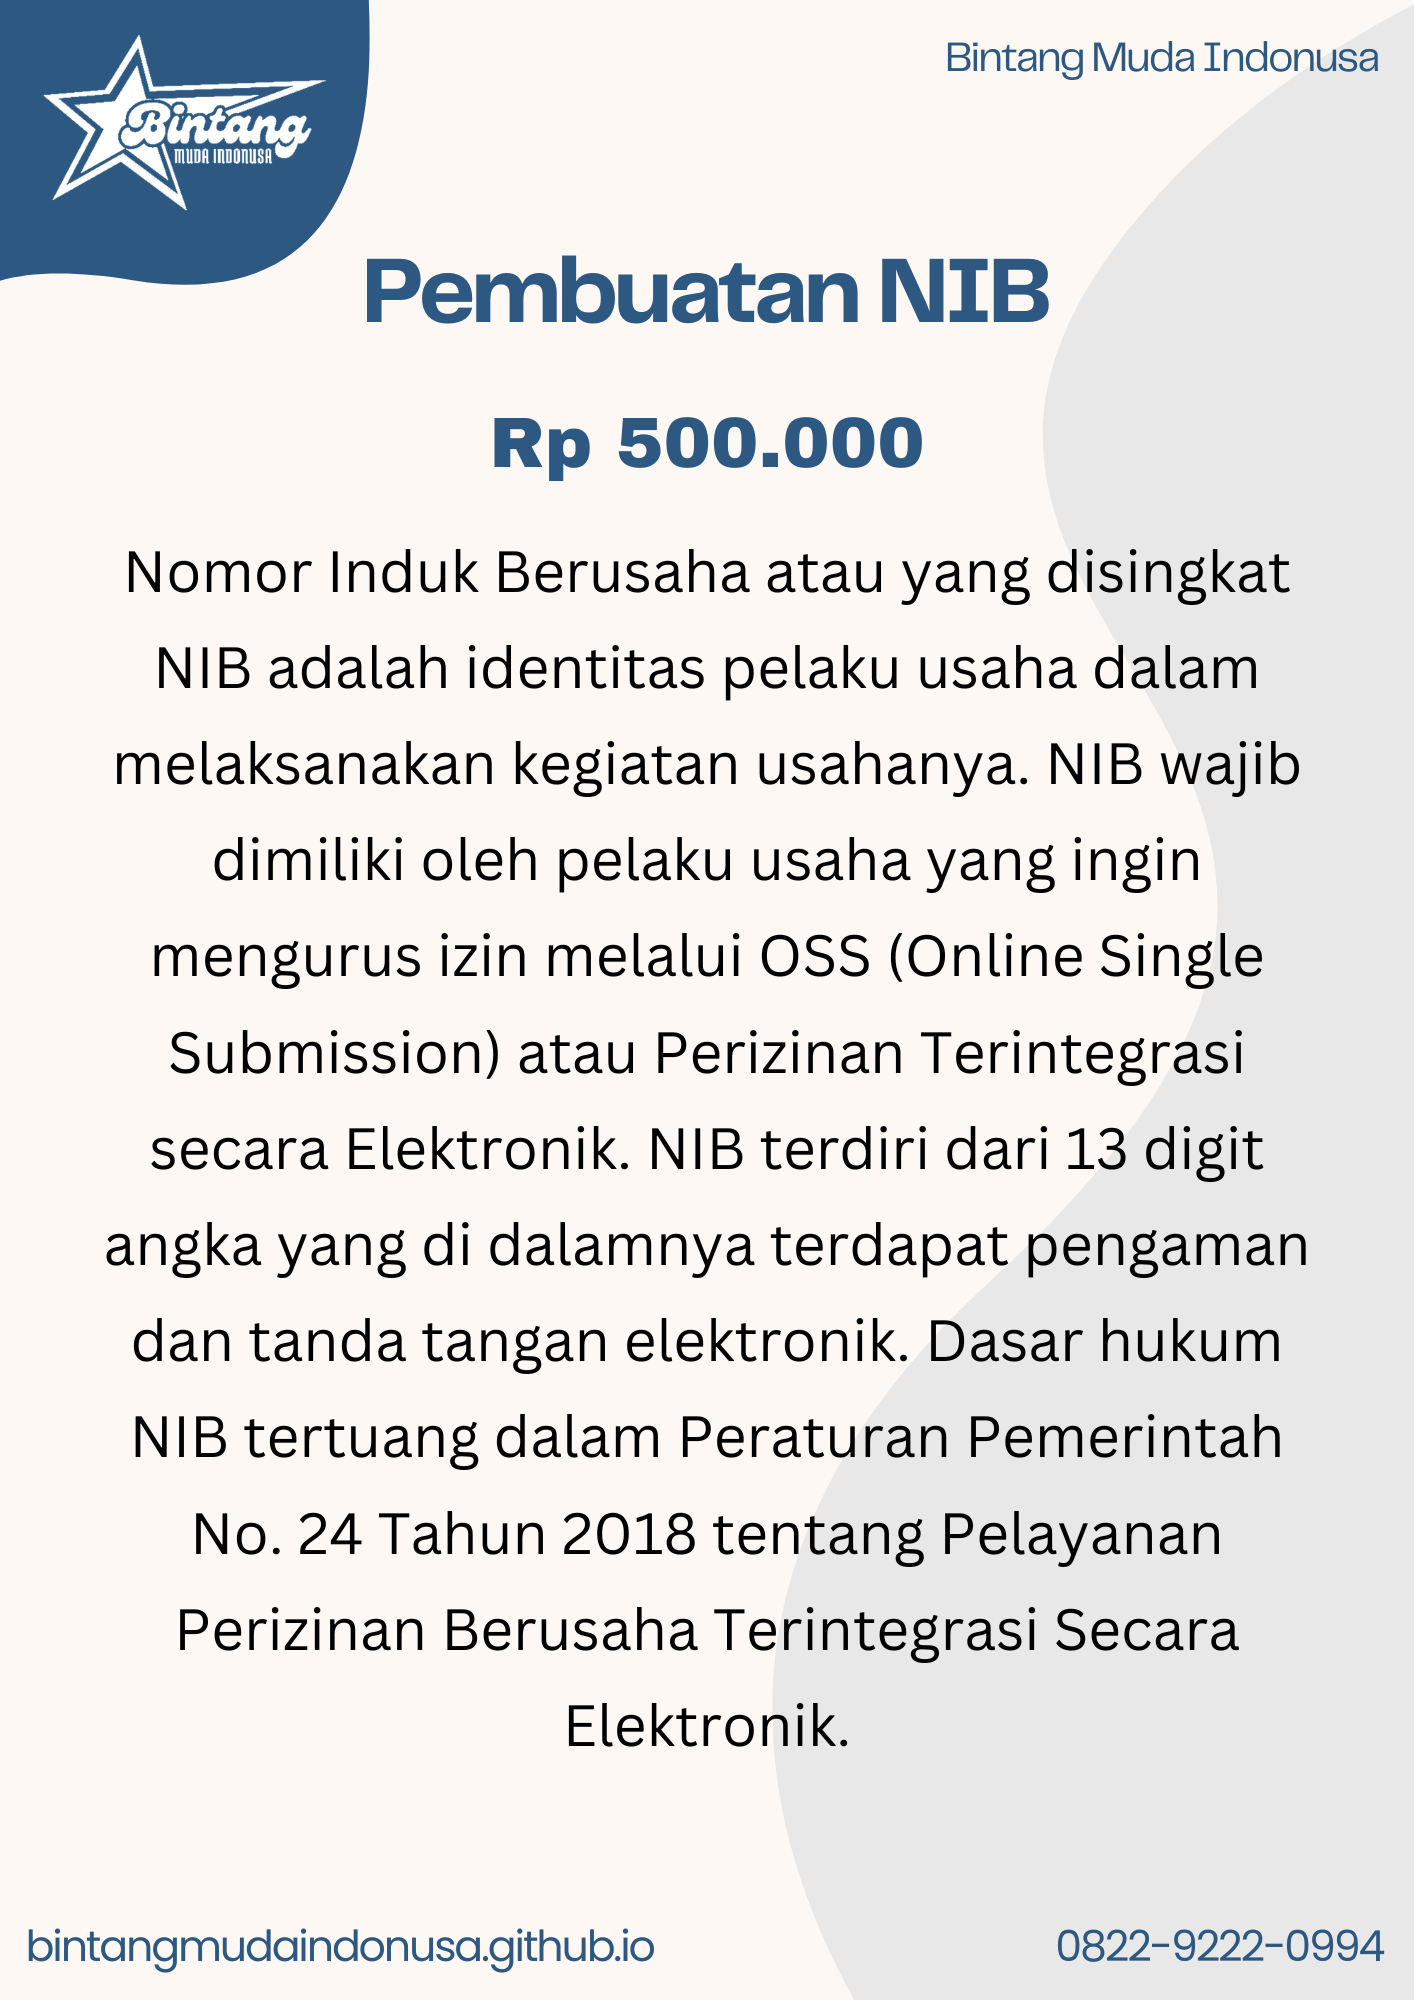 Bintang
MUDA INDONUSA
Bintang Muda Indonusa
Pembuatan NIB
Rp 500.000
Nomor Induk Berusaha atau yang disingkat
NIB adalah identitas pelaku usaha dalam
melaksanakan kegiatan usahanya. NIB wajib
dimiliki oleh pelaku usaha yang ingin
mengurus izin melalui OSS (Online Single
Submission) atau Perizinan Terintegrasi
secara Elektronik. NIB terdiri dari 13 digit
angka yang di dalamnya terdapat pengaman
dan tanda tangan elektronik. Dasar hukum
NIB tertuang dalam Peraturan Pemerintah
No. 24 Tahun 2018 tentang Pelayanan
Perizinan Berusaha Terintegrasi Secara
Elektronik.
bintangmudaindonusa.github.io
0822-9222-0994